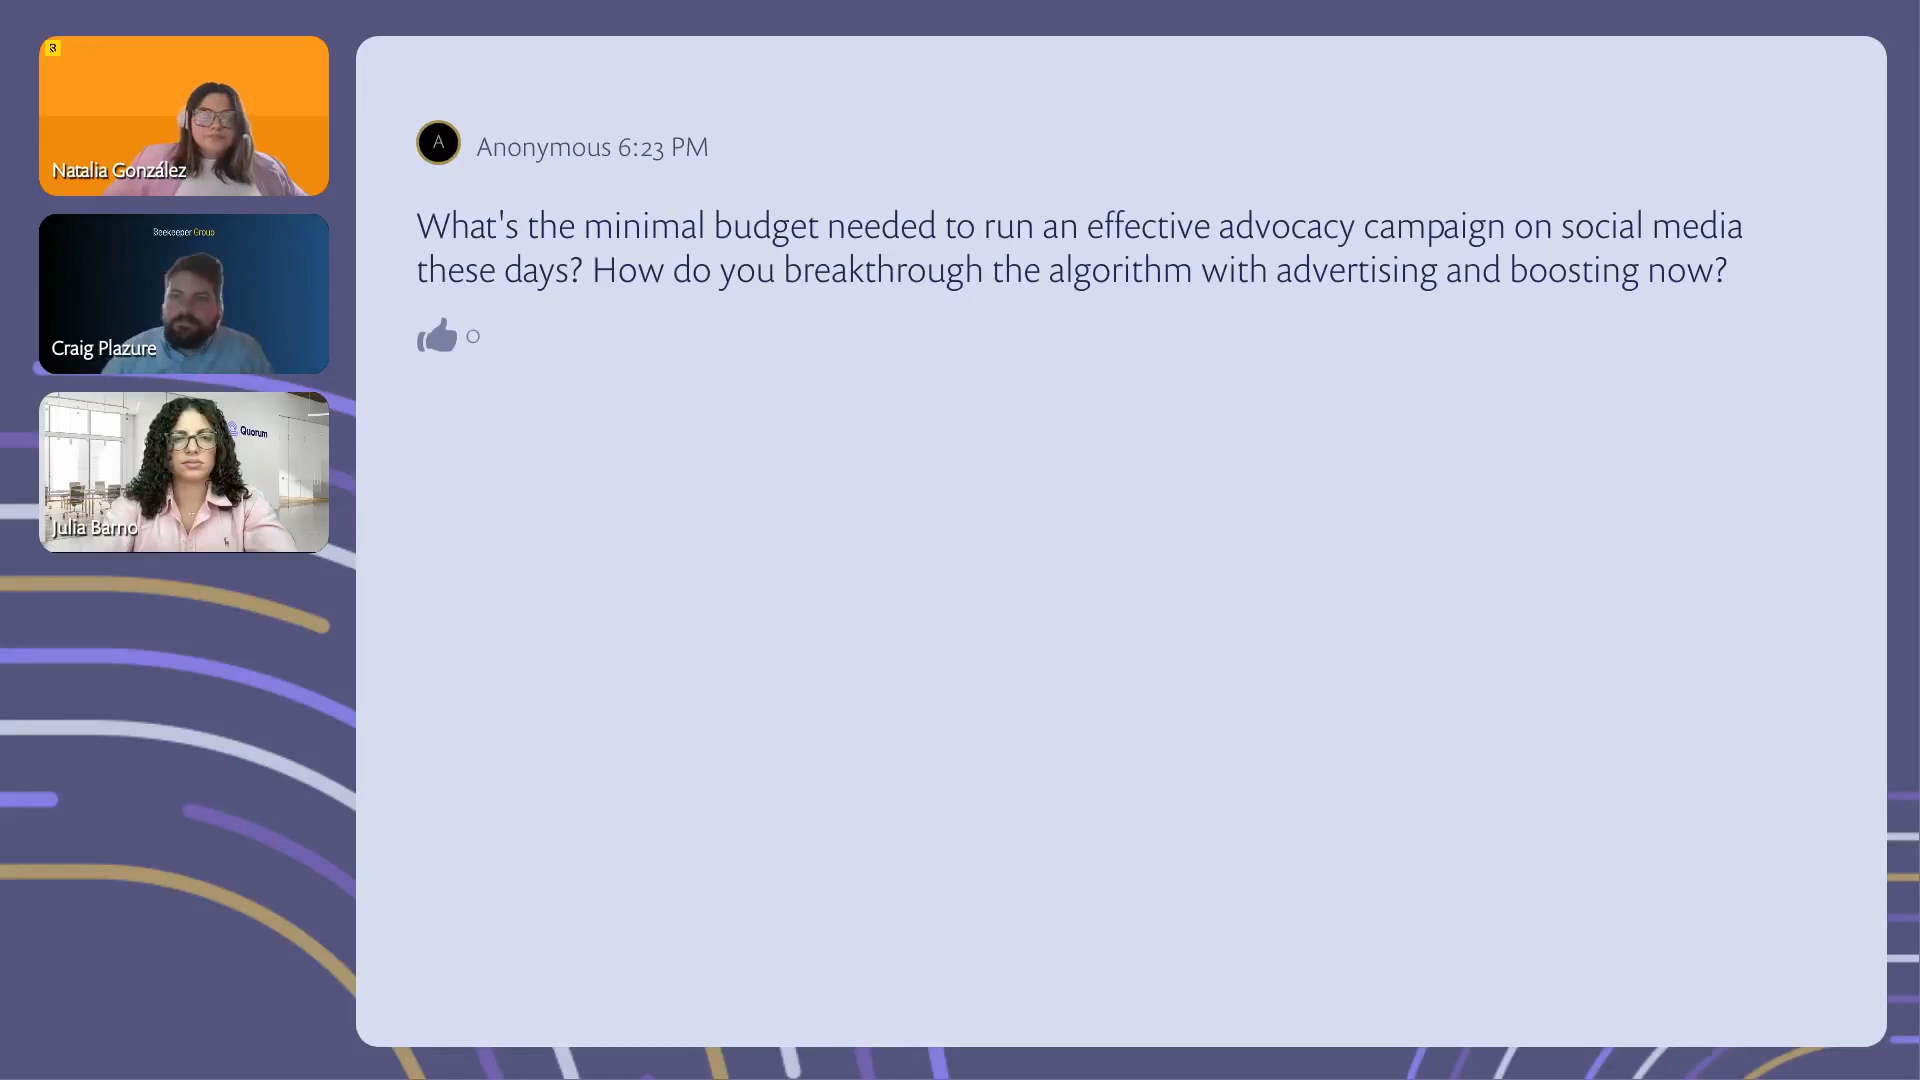 B
Natalia González
Beekeeper Group
Craig Plazure
Quorum
Julia Barno
A
Anonymous 6:23 PM
What's the minimal budget needed to run an effective advocacy campaign on social media
these days? How do you breakthrough the algorithm with advertising and boosting now?
0